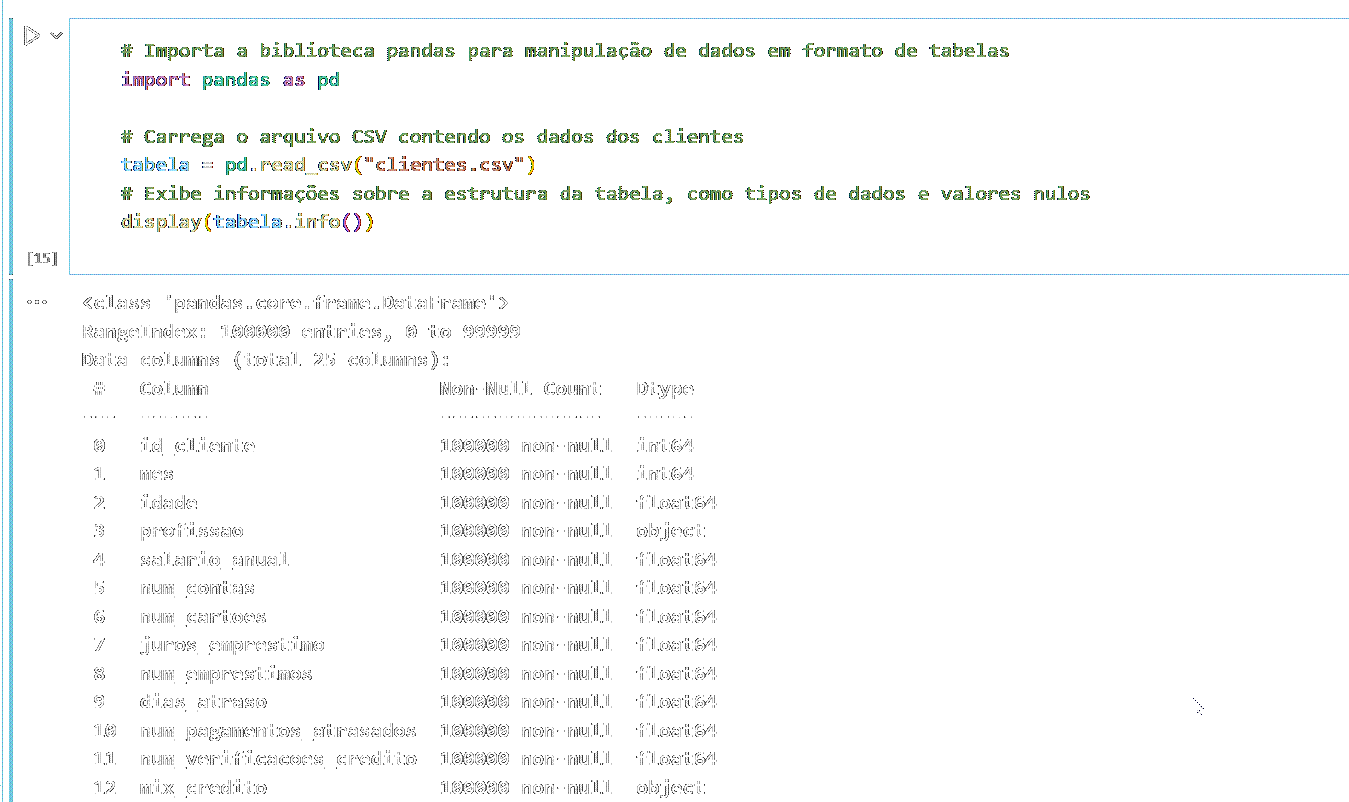 # Importa a biblioteca pandas para manipulação de dados em formato de tabelas
import pandas as pd
# Carrega o arquivo CSV contendo os dados dos clientes
tabela = pd.read_csv("clientes.csv")
# Exibe informações sobre a estrutura da tabela, como tipos de dados e valores nulos
display(tabela.info())
[15]
... <class 'pandas.core.frame.DataFrame'>
RangeIndex: 100000 entries, 0 to 99999
Data columns (total 25 columns):
# Column Non-Null Count Dtype
--- ------ -------------- -----
0 id_cliente 100000 non-null int64
1 mes 100000 non-null int64
2 idade 100000 non-null float64
3 profissao 100000 non-null object
4 salario_anual 100000 non-null float64
5 num_contas 100000 non-null float64
6 num_cartoes 100000 non-null float64
7 juros_emprestimo 100000 non-null float64
8 num_emprestimos 100000 non-null float64
9 dias_atraso 100000 non-null float64
10 num_pagamentos_atrasados 100000 non-null float64
11 num_verificacoes_credito 100000 non-null float64
12 mix_credito 100000 non-null object